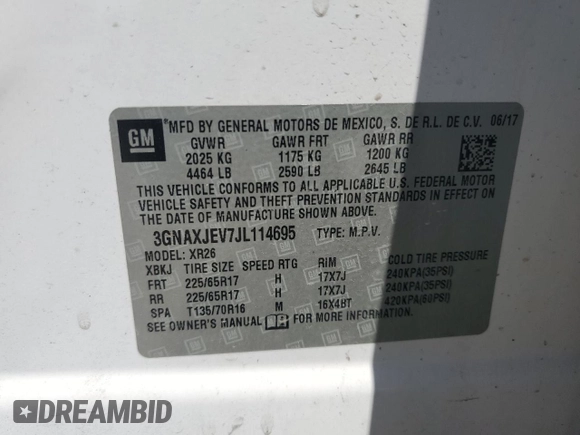 GM
*MFD BY GENERAL MOTORS DE MEXICO, S. DE R.L. DE C.V. 06/17
GVWR GAWR FRT GAWR RR
2025 KG 1175 KG 1200 KG
4464 LB 2590 LB 2645 LB
THIS VEHICLE CONFORMS TO ALL APPLICABLE U.S. FEDERAL MOTOR
VEHICLE SAFETY AND THEFT PREVENTION STANDARDS IN EFFECT ON
THE DATE OF MANUFACTURE SHOWN ABOVE.
3GNAXJEV7JL114695 TYPE: M.P.V.
MODEL: XR26
XBKJ TIRE SIZE SPEED RTG RIM COLD TIRE PRESSURE
FRT 225/65R17 H 17X7J 240KPA(35PSI)
RR 225/65R17 H 17X7J 240KPA(35PSI)
SPA T135/70R16 M 16X4BT 420KPA(60PSI)
SEE OWNER'S MANUAL FOR MORE INFORMATION.
DREAMBID